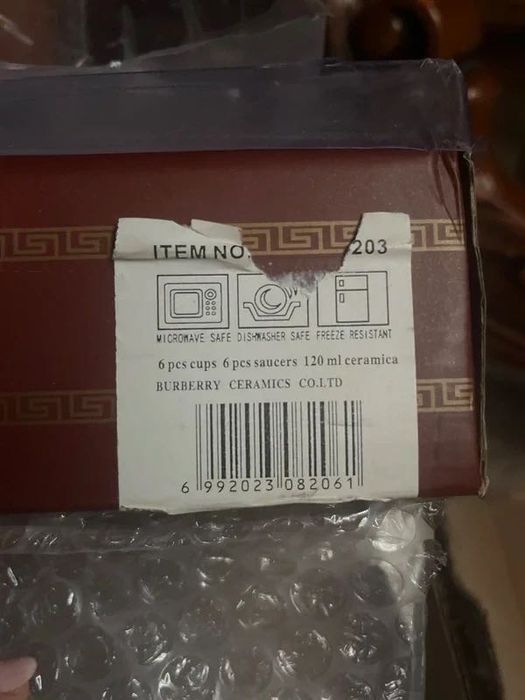 ITEM NO. 203
MICROWAVE SAFE DISHWASHER SAFE FREEZE RESISTANT
6 pcs cups 6 pcs saucers 120 ml ceramica
BURBERRY CERAMICS CO.LTD
6 992023 082061